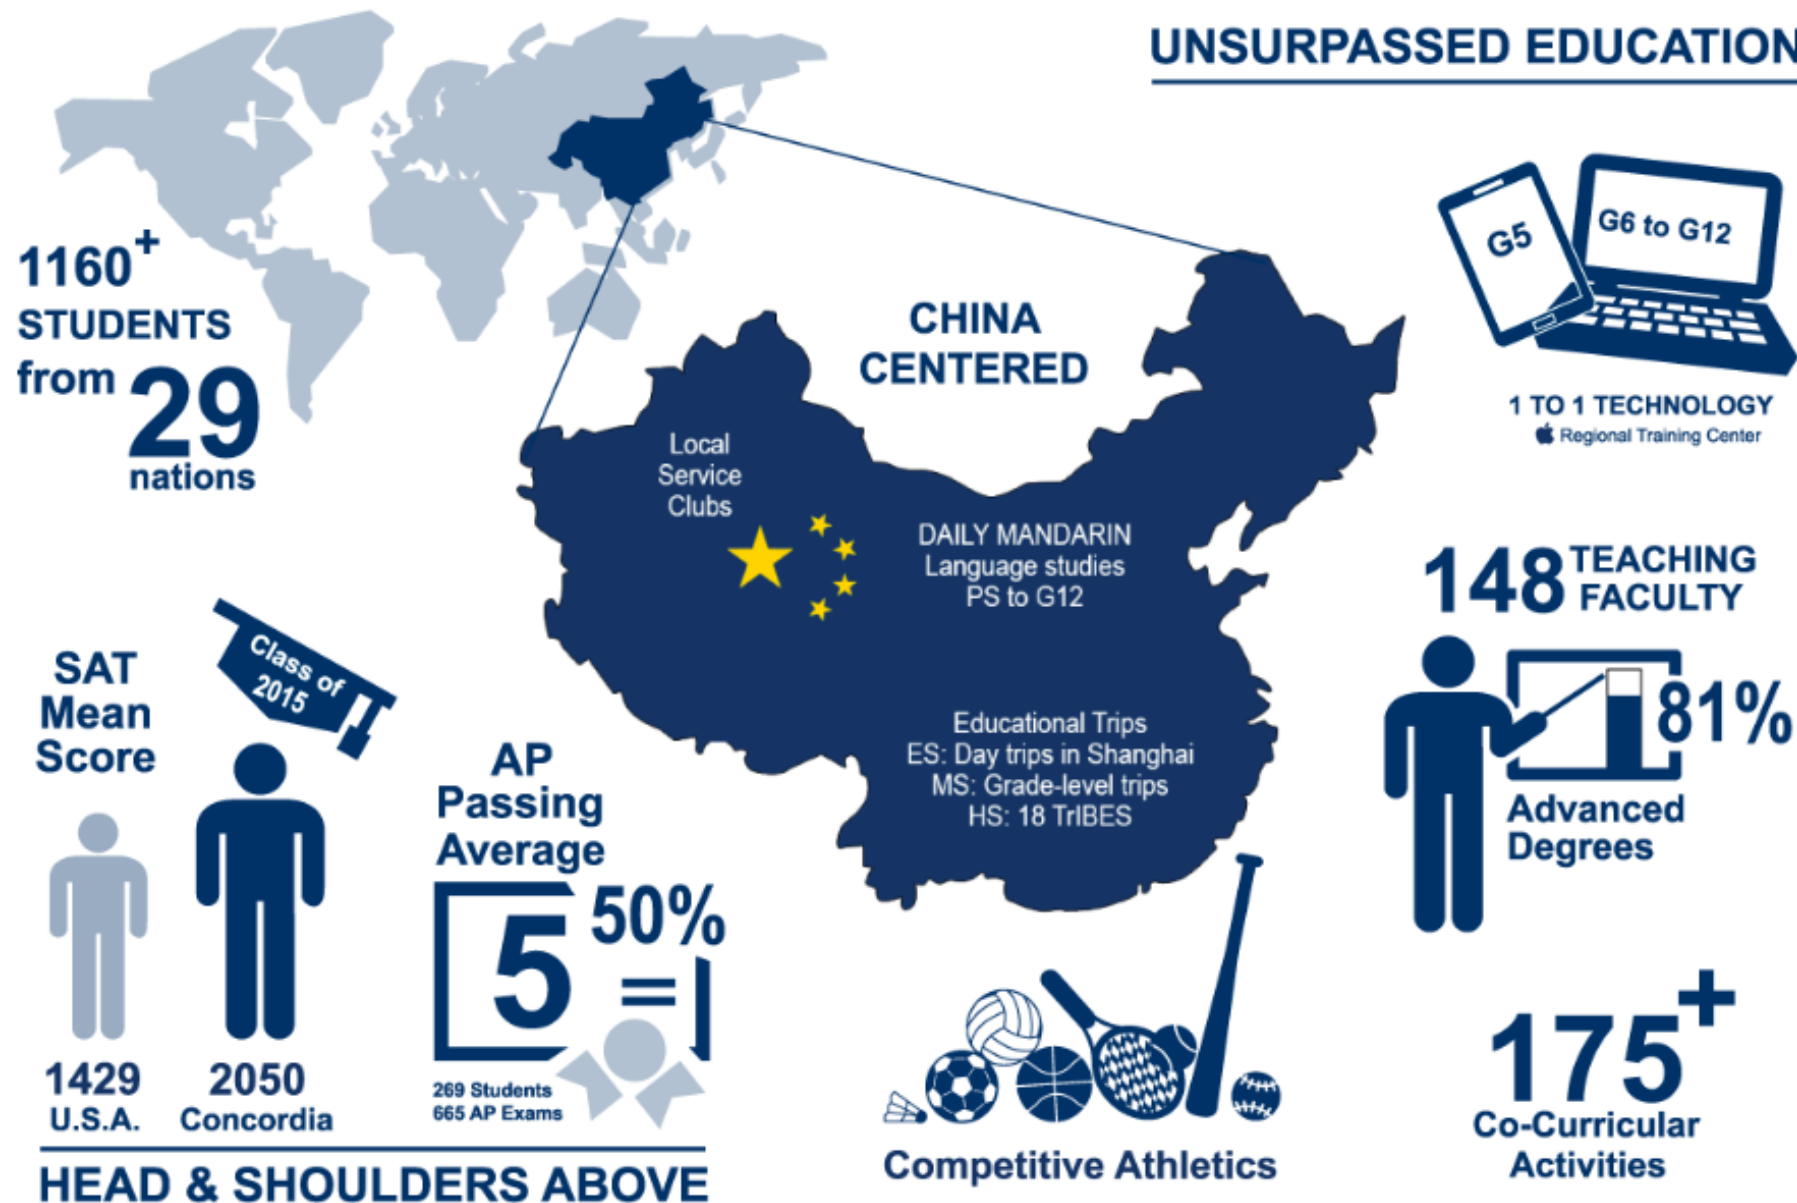 UNSURPASSED EDUCATION
1160+
STUDENTS
from 29
nations
CHINA
CENTERED
Local
Service
Clubs
DAILY MANDARIN
Language studies
PS to G12
Educational Trips
ES: Day trips in Shanghai
MS: Grade-level trips
HS: 18 TrIBES
G5
G6 to G12
1 TO 1 TECHNOLOGY
Regional Training Center
148 TEACHING
FACULTY
81%
Advanced
Degrees
SAT
Mean
Score
Class of
2015
1429
U.S.A.
2050
Concordia
AP
Passing
Average
50%
5 =
269 Students
665 AP Exams
HEAD & SHOULDERS ABOVE
Competitive Athletics
175+
Co-Curricular
Activities